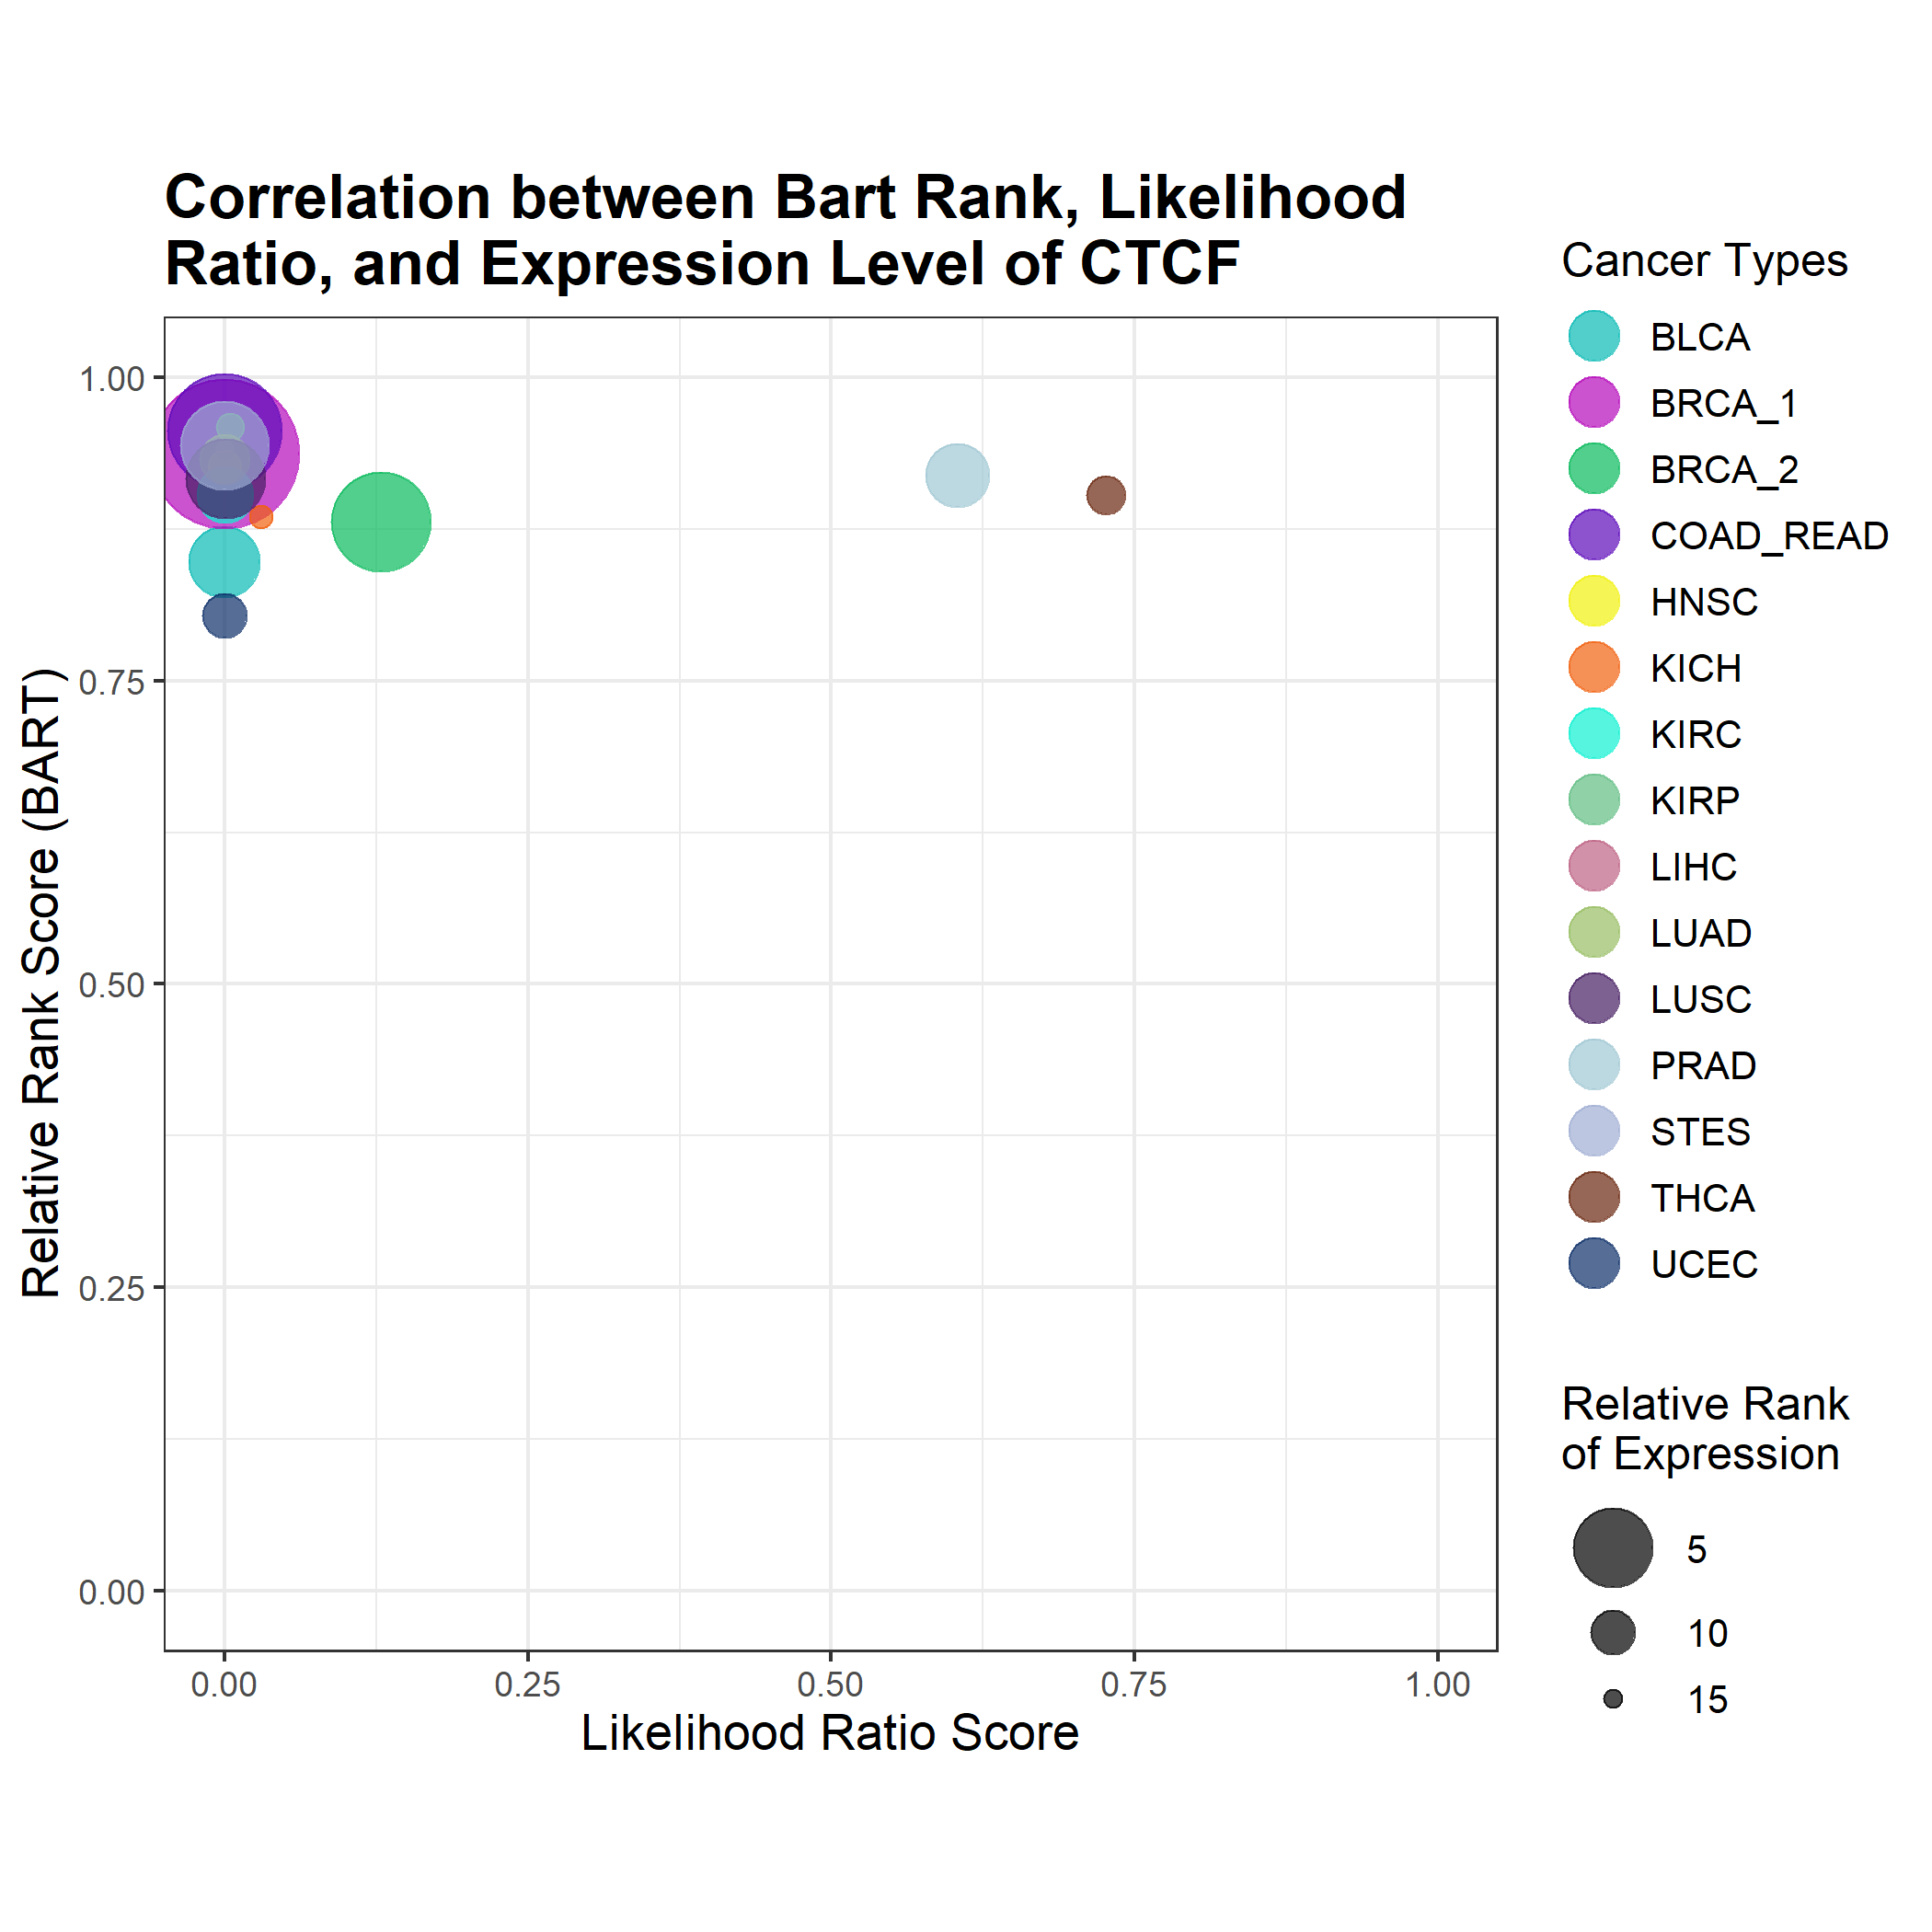 Correlation between Bart Rank, Likelihood
Ratio, and Expression Level of CTCF
Relative Rank Score (BART)
1.00
0.75
0.50
0.25
0.00
0.00
0.25
0.50
0.75
1.00
Likelihood Ratio Score
Cancer Types
BLCA
BRCA_1
BRCA_2
COAD_READ
HNSC
KICH
KIRC
KIRP
LIHC
LUAD
LUSC
PRAD
STES
THCA
UCEC
Relative Rank
of Expression
5
10
15